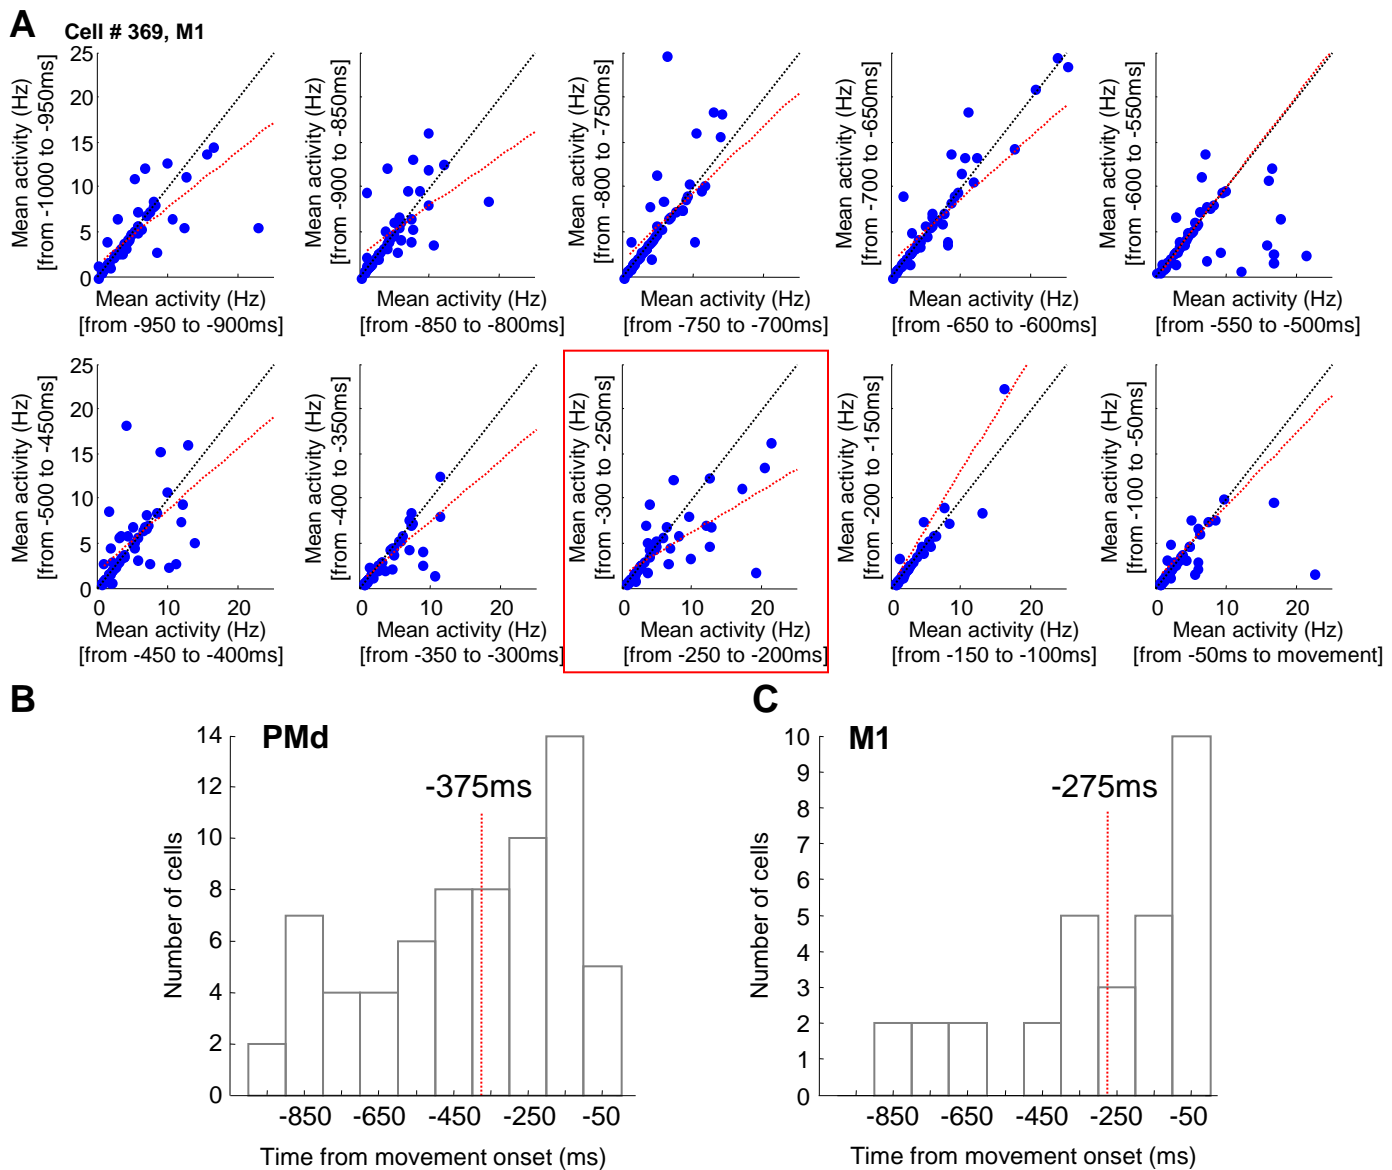 A
Cell # 369, M1
Mean activity (Hz)
[from -1000 to -950ms]
25
20
15
10
5
0
0
10
20
Mean activity (Hz)
[from -950 to -900ms]
Mean activity (Hz)
[from -900 to -850ms]
0
10
20
Mean activity (Hz)
[from -850 to -800ms]
Mean activity (Hz)
[from -800 to -750ms]
0
10
20
Mean activity (Hz)
[from -750 to -700ms]
Mean activity (Hz)
[from -700 to -650ms]
Mean activity (Hz)
[from -650 to -600ms]
Mean activity (Hz)
[from -600 to -550ms]
Mean activity (Hz)
[from -550 to -500ms]
Mean activity (Hz)
[from -500 to -450ms]
25
20
15
10
5
0
0
10
20
Mean activity (Hz)
[from -450 to -400ms]
Mean activity (Hz)
[from -400 to -350ms]
0
10
20
Mean activity (Hz)
[from -350 to -300ms]
Mean activity (Hz)
[from -300 to -250ms]
0
10
20
Mean activity (Hz)
[from -250 to -200ms]
Mean activity (Hz)
[from -200 to -150ms]
0
10
20
Mean activity (Hz)
[from -150 to -100ms]
Mean activity (Hz)
[from -100 to -50ms]
0
10
20
Mean activity (Hz)
[from -50ms to movement]
B
PMd
-375ms
Number of cells
14
12
10
8
6
4
2
0
-850
-650
-450
-250
-50
Time from movement onset (ms)
C
M1
-275ms
Number of cells
10
9
8
7
6
5
4
3
2
1
0
-850
-650
-450
-250
-50
Time from movement onset (ms)